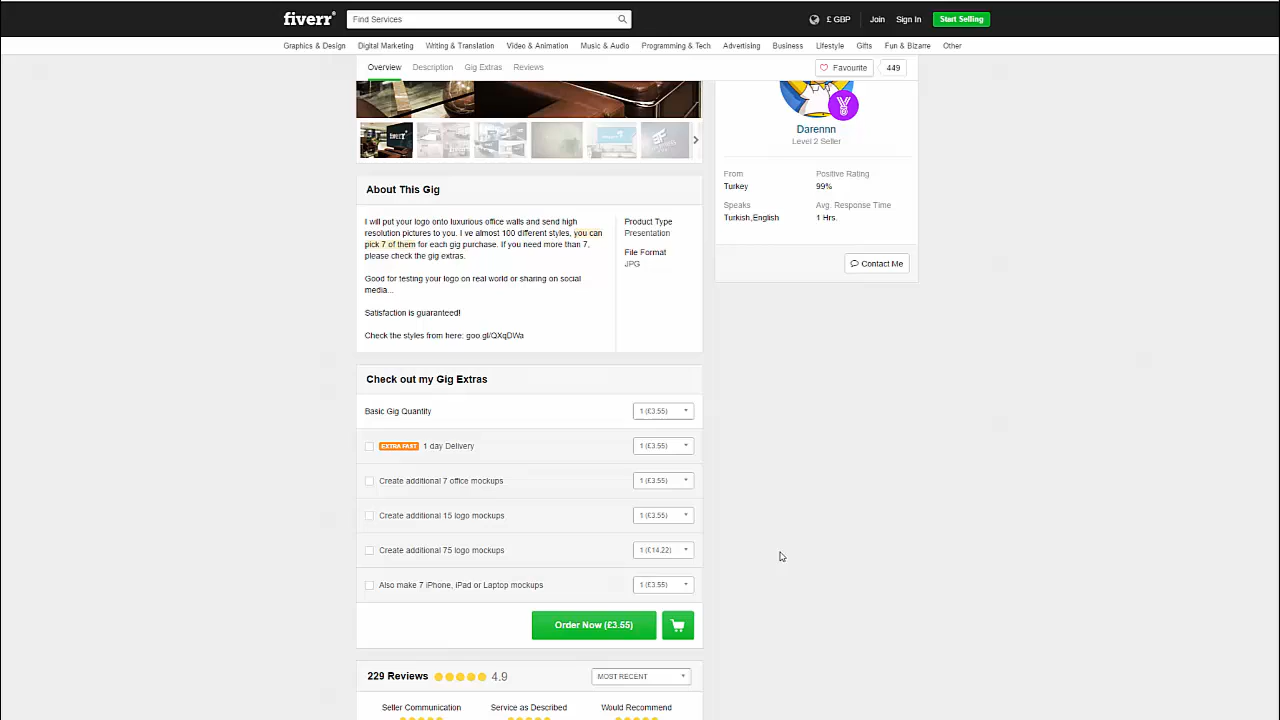 fiverr
Find Services
£ GBP
Join
Sign In
Start Selling
Graphics & Design
Digital Marketing
Writing & Translation
Video & Animation
Music & Audio
Programming & Tech
Advertising
Business
Lifestyle
Gifts
Fun & Bizarre
Other
Overview
Description
Gig Extras
Reviews
Favourite
449
Darennn
Level 2 Seller
From
Positive Rating
Turkey
99%
Speaks
Avg. Response Time
Turkish,English
1 Hrs.
Contact Me
About This Gig
I will put your logo onto luxurious office walls and send high
resolution pictures to you. I ve almost 100 different styles, you can
pick 7 of them for each gig purchase. If you need more than 7,
please check the gig extras.
Good for testing your logo on real world or sharing on social
media...
Satisfaction is guaranteed!
Check the styles from here: goo.gl/QXqDWa
Product Type
Presentation
File Format
JPG
Check out my Gig Extras
Basic Gig Quantity
1 (£3.55)
EXTRA FAST 1 day Delivery
1 (£3.55)
Create additional 7 office mockups
1 (£3.55)
Create additional 15 logo mockups
1 (£3.55)
Create additional 75 logo mockups
1 (£14.22)
Also make 7 iPhone, iPad or Laptop mockups
1 (£3.55)
Order Now (£3.55)
229 Reviews
4.9
MOST RECENT
Seller Communication
Service as Described
Would Recommend